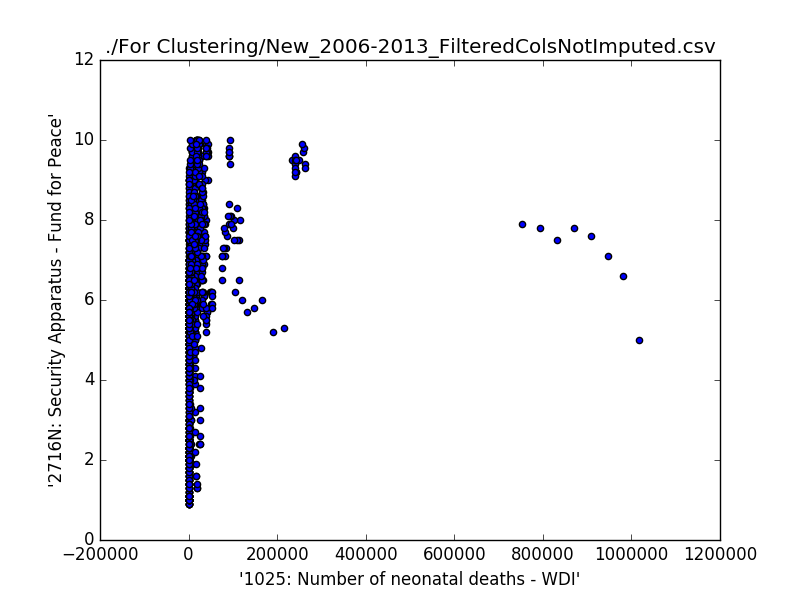 ./For Clustering/New_2006-2013_FilteredColsNotImputed.csv
12
10
8
6
4
2
0
'2716N: Security Apparatus - Fund for Peace'
−200000 0 200000 400000 600000 800000 1000000 1200000
'1025: Number of neonatal deaths - WDI'